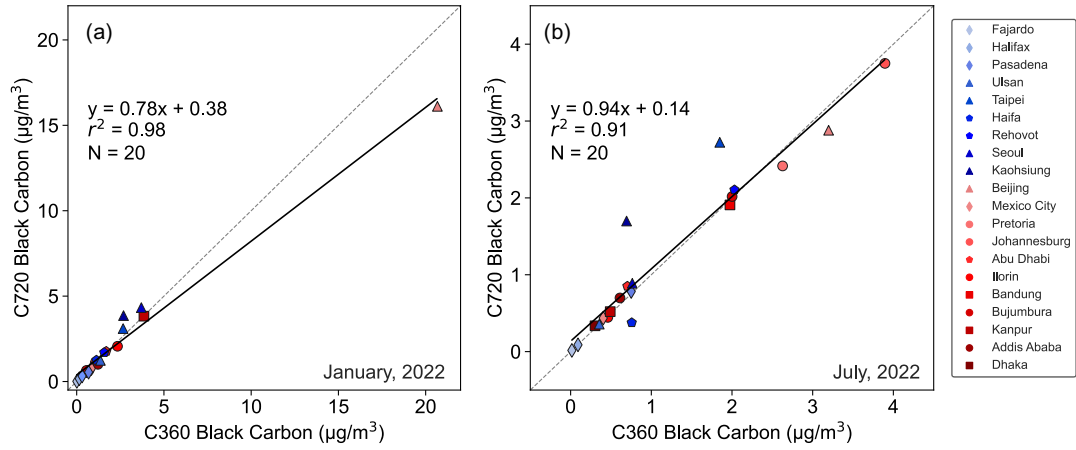 (a)
y = 0.78x + 0.38
r² = 0.98
N = 20
January, 2022
C720 Black Carbon (µg/m³)
20
15
10
5
0
0 5 10 15 20
C360 Black Carbon (µg/m³)
(b)
y = 0.94x + 0.14
r² = 0.91
N = 20
July, 2022
C720 Black Carbon (µg/m³)
4
3
2
1
0
0 1 2 3 4
C360 Black Carbon (µg/m³)
Fajardo
Halifax
Pasadena
Ulsan
Taipei
Haifa
Rehovot
Seoul
Kaohsiung
Beijing
Mexico City
Pretoria
Johannesburg
Abu Dhabi
Ilorin
Bandung
Bujumbura
Kanpur
Addis Ababa
Dhaka